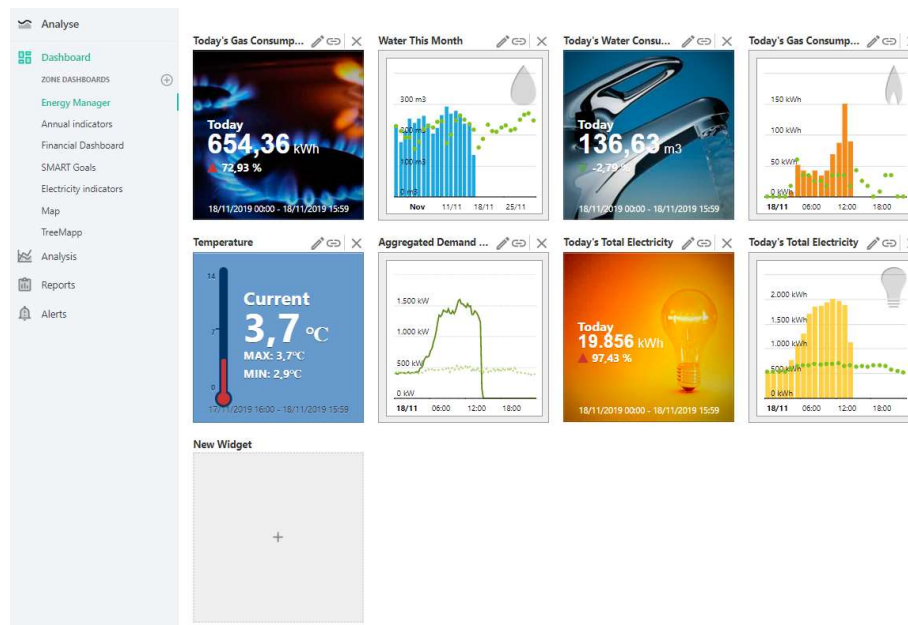 Analyse
Dashboard
ZONE DASHBOARDS
Energy Manager
Annual indicators
Financial Dashboard
SMART Goals
Electricity indicators
Map
TreeMapp
Analysis
Reports
Alerts
Today's Gas Consump...
Today
654,36 kWh
72,93 %
18/11/2019 00:00 - 18/11/2019 15:59
Water This Month
300 m3
200 m3
100 m3
0 m3
Nov 11/11 18/11 25/11
Today's Water Consu...
Today
136,63 m3
-2,79 %
18/11/2019 00:00 - 18/11/2019 15:59
Today's Gas Consump...
150 kWh
100 kWh
50 kWh
0 kWh
18/11 06:00 12:00 18:00
Temperature
14
7
0
Current
3,7 °C
MAX: 3,7°C
MIN: 2,9°C
17/11/2019 16:00 - 18/11/2019 15:59
Aggregated Demand ...
1.500 kW
1.000 kW
500 kW
0 kW
18/11 06:00 12:00 18:00
Today's Total Electricity
Today
19.856 kWh
97,43 %
18/11/2019 00:00 - 18/11/2019 15:59
Today's Total Electricity
2.000 kWh
1.500 kWh
1.000 kWh
500 kWh
0 kWh
18/11 06:00 12:00 18:00
New Widget